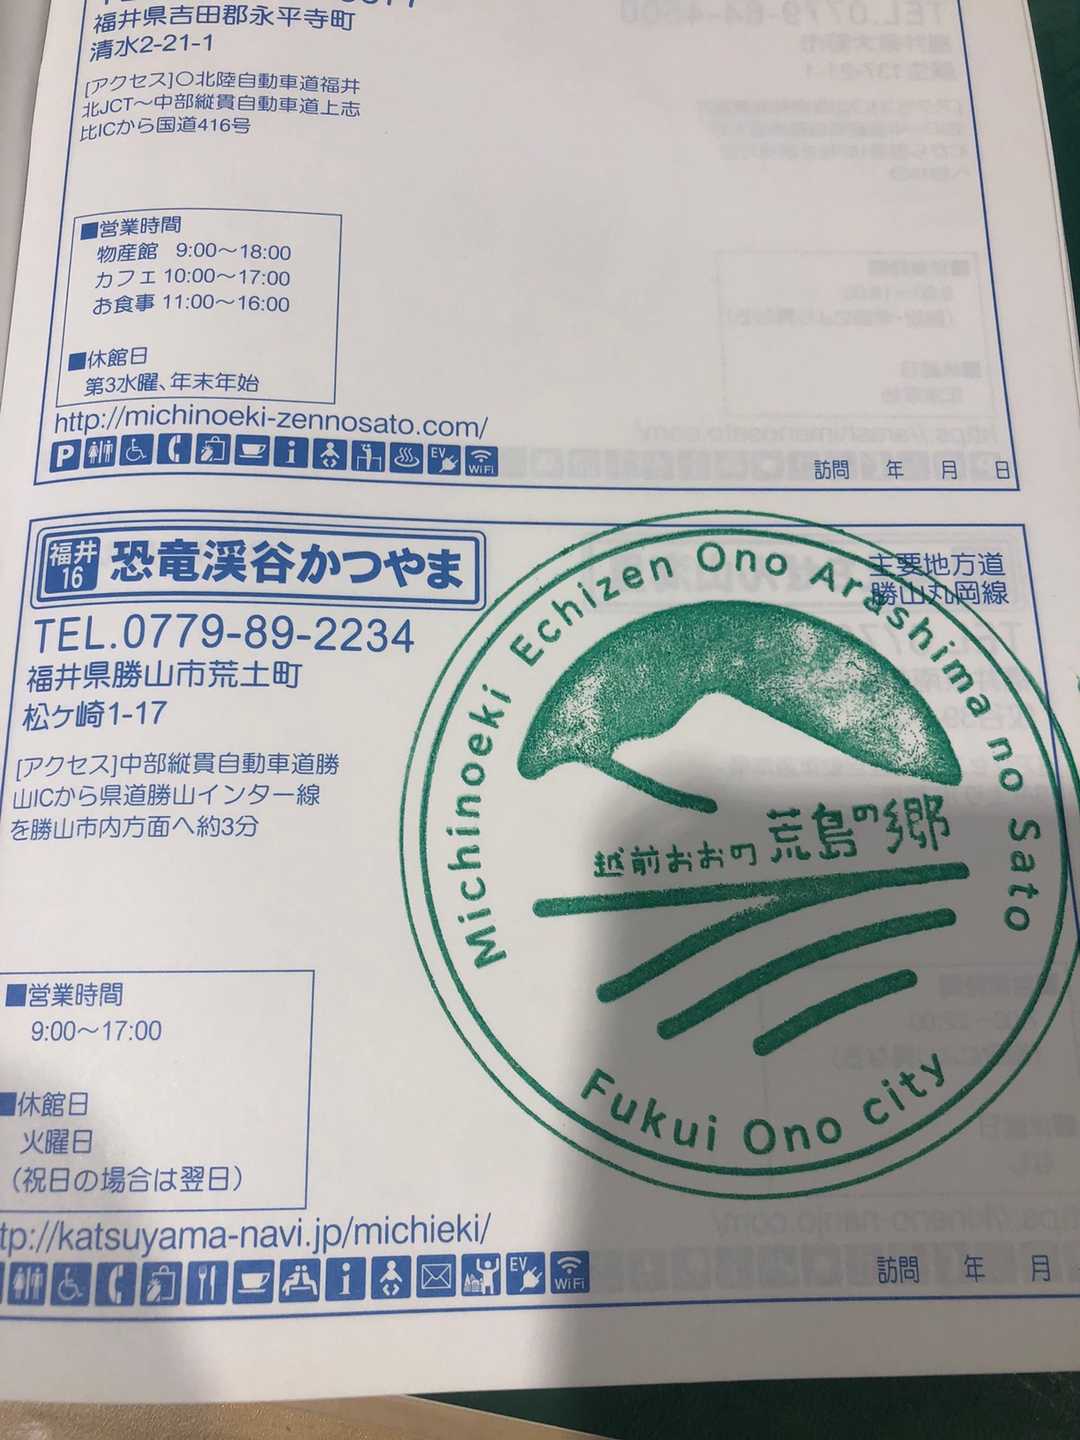 福井県吉田郡永平寺町
清水2-21-1
[アクセス]〇北陸自動車道福井
北JCT～中部縦貫自動車道上志
比ICから国道416号
■営業時間
物産館 9:00～18:00
カフェ 10:00～17:00
お食事 11:00～16:00
■休館日
第3水曜、年末年始
http://michinoeki-zennosato.com/
P EV WiFi
訪問 年 月 日
福井
16
恐竜渓谷かつやま
主要地方道
勝山丸岡線
TEL.0779-89-2234
福井県勝山市荒土町
松ケ崎1-17
[アクセス]中部縦貫自動車道勝
山ICから県道勝山インター線
を勝山市内方面へ約3分
Michinoeki Echizen Ono Arashima no Sato
越前おおの 荒島の郷
Fukui Ono city
■営業時間
9:00～17:00
■休館日
火曜日
（祝日の場合は翌日）
tp://katsuyama-navi.jp/michieki/
EV WiFi
訪問 年 月